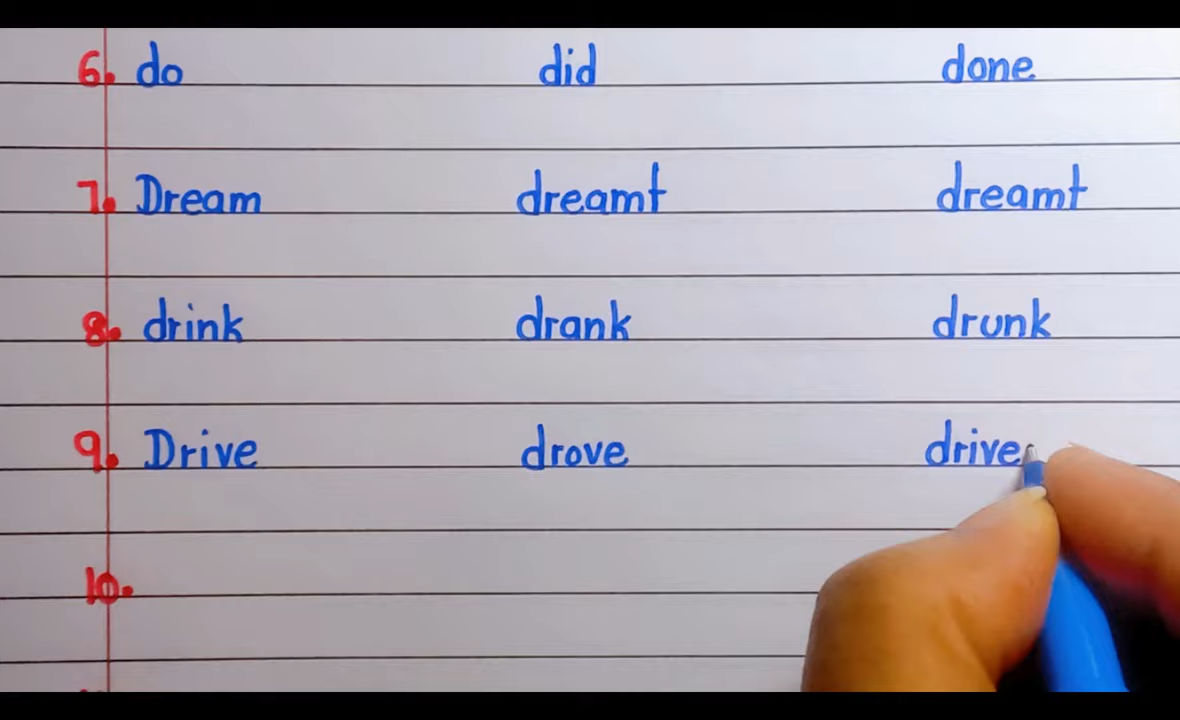 6. do did done
7. Dream dreamt dreamt
8. drink drank drunk
9. Drive drove drive
10.